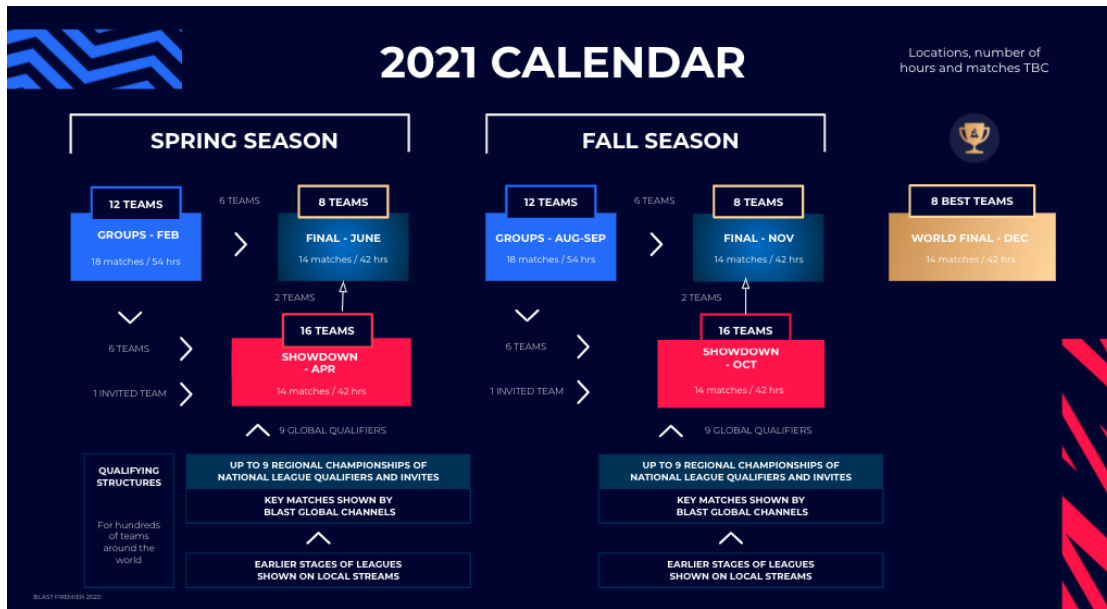 2021 CALENDAR
Locations, number of
hours and matches TBC
SPRING SEASON
12 TEAMS
GROUPS - FEB
18 matches / 54 hrs
6 TEAMS
8 TEAMS
FINAL - JUNE
14 matches / 42 hrs
2 TEAMS
6 TEAMS
1 INVITED TEAM
16 TEAMS
SHOWDOWN
- APR
14 matches / 42 hrs
9 GLOBAL QUALIFIERS
FALL SEASON
12 TEAMS
GROUPS - AUG-SEP
18 matches / 54 hrs
6 TEAMS
8 TEAMS
FINAL - NOV
14 matches / 42 hrs
2 TEAMS
6 TEAMS
1 INVITED TEAM
16 TEAMS
SHOWDOWN
- OCT
14 matches / 42 hrs
9 GLOBAL QUALIFIERS
8 BEST TEAMS
WORLD FINAL - DEC
14 matches / 42 hrs
QUALIFYING
STRUCTURES
For hundreds
of teams
around the
world
UP TO 9 REGIONAL CHAMPIONSHIPS OF
NATIONAL LEAGUE QUALIFIERS AND INVITES
KEY MATCHES SHOWN BY
BLAST GLOBAL CHANNELS
EARLIER STAGES OF LEAGUES
SHOWN ON LOCAL STREAMS
UP TO 9 REGIONAL CHAMPIONSHIPS OF
NATIONAL LEAGUE QUALIFIERS AND INVITES
KEY MATCHES SHOWN BY
BLAST GLOBAL CHANNELS
EARLIER STAGES OF LEAGUES
SHOWN ON LOCAL STREAMS
BLAST PREMIER 2020